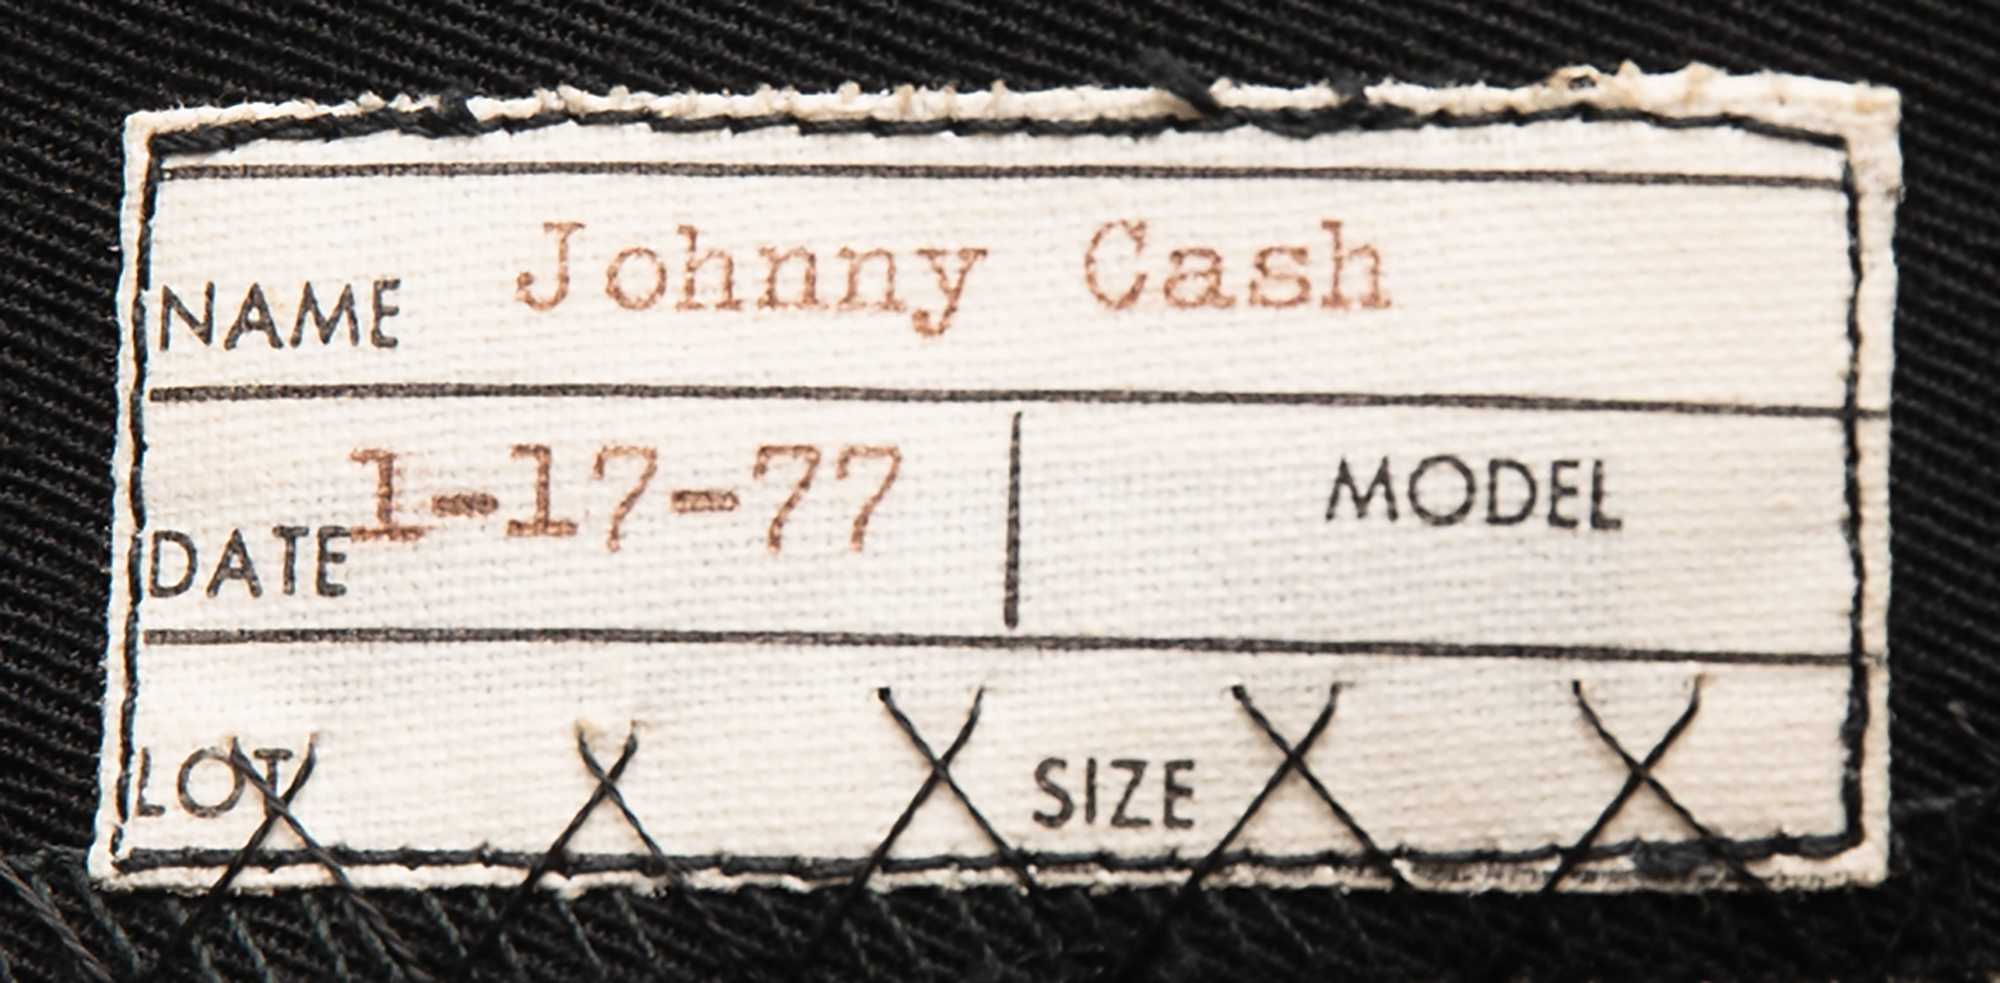 NAME Johnny Cash
DATE 1-17-77 MODEL
LOT SIZE